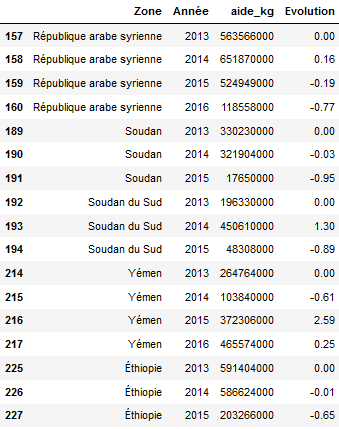 Zone Année aide_kg Evolution
157 République arabe syrienne 2013 563566000 0.00
158 République arabe syrienne 2014 651870000 0.16
159 République arabe syrienne 2015 524949000 -0.19
160 République arabe syrienne 2016 118558000 -0.77
189 Soudan 2013 330230000 0.00
190 Soudan 2014 321904000 -0.03
191 Soudan 2015 17650000 -0.95
192 Soudan du Sud 2013 196330000 0.00
193 Soudan du Sud 2014 450610000 1.30
194 Soudan du Sud 2015 48308000 -0.89
214 Yémen 2013 264764000 0.00
215 Yémen 2014 103840000 -0.61
216 Yémen 2015 372306000 2.59
217 Yémen 2016 465574000 0.25
225 Éthiopie 2013 591404000 0.00
226 Éthiopie 2014 586624000 -0.01
227 Éthiopie 2015 203266000 -0.65